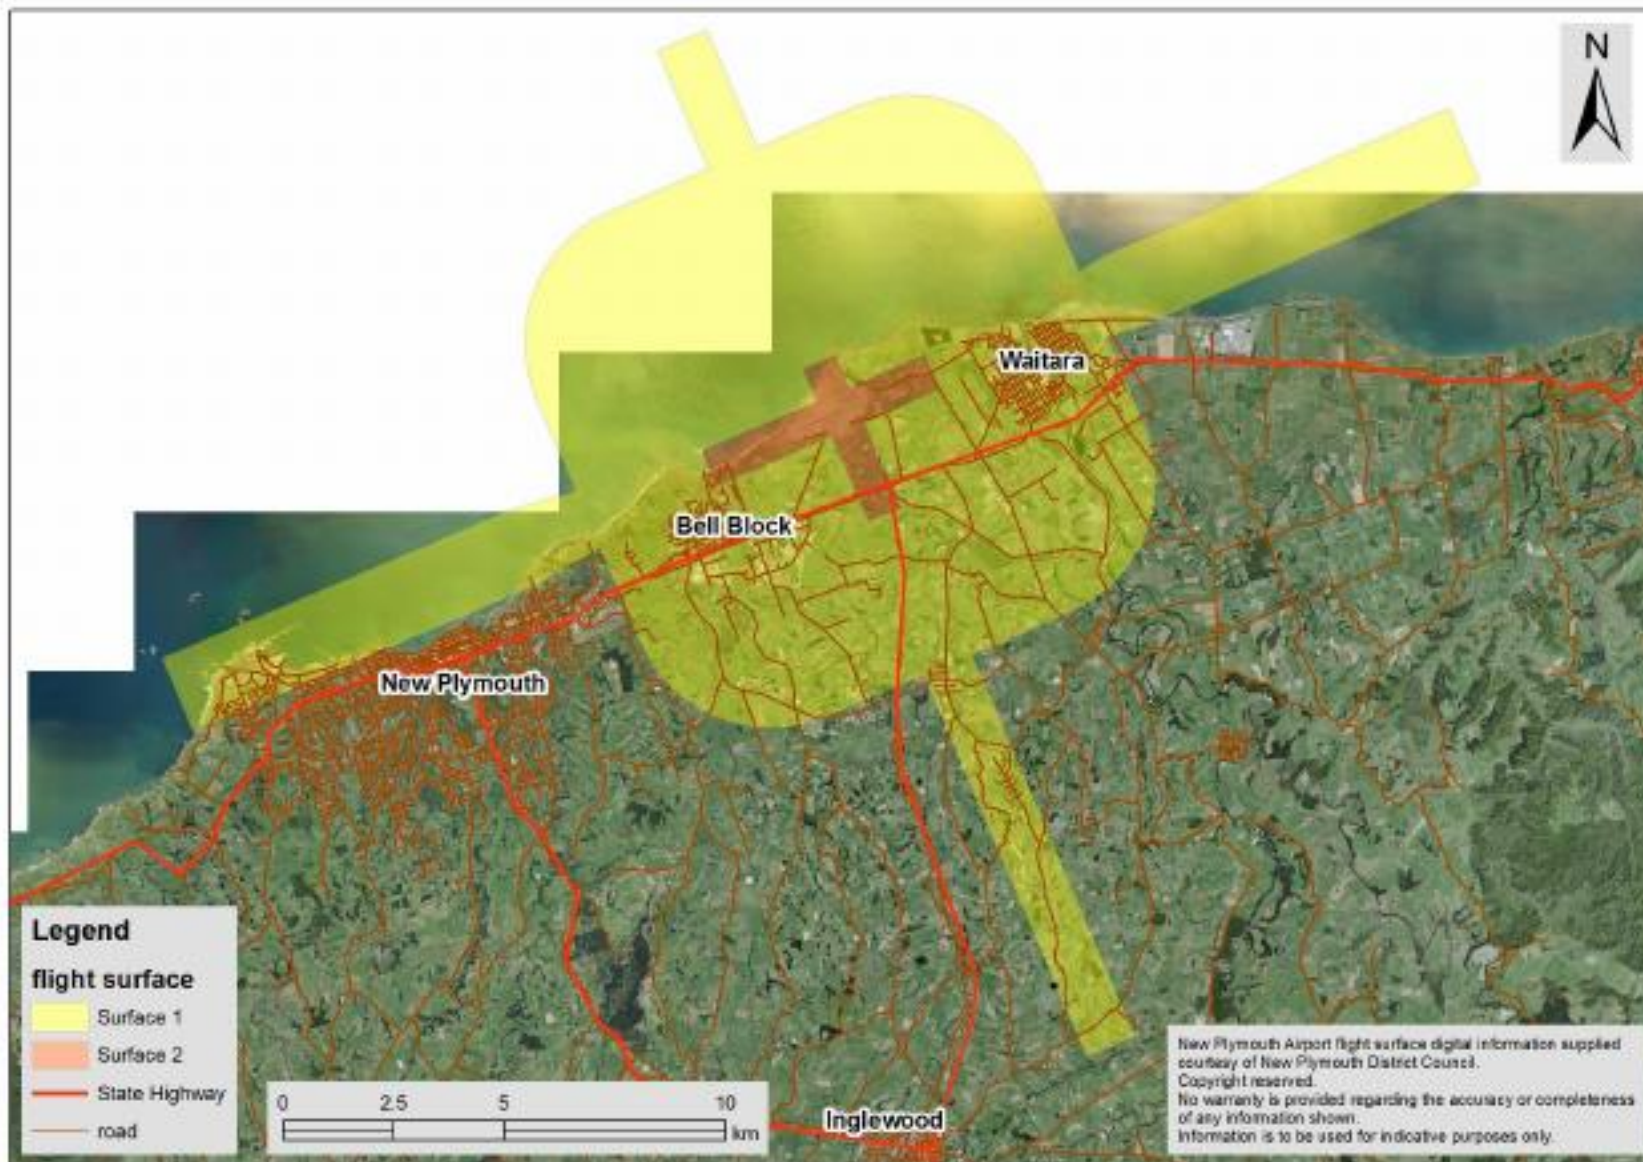 N
Waitara
Bell Block
New Plymouth
Legend
flight surface
Surface 1
Surface 2
State Highway
road
0 2.5 5 10
km
Inglewood
New Plymouth Airport flight surface digital information supplied
courtesy of New Plymouth District Council.
Copyright reserved.
No warranty is provided regarding the accuracy or completeness
of any information shown.
Information is to be used for indicative purposes only.